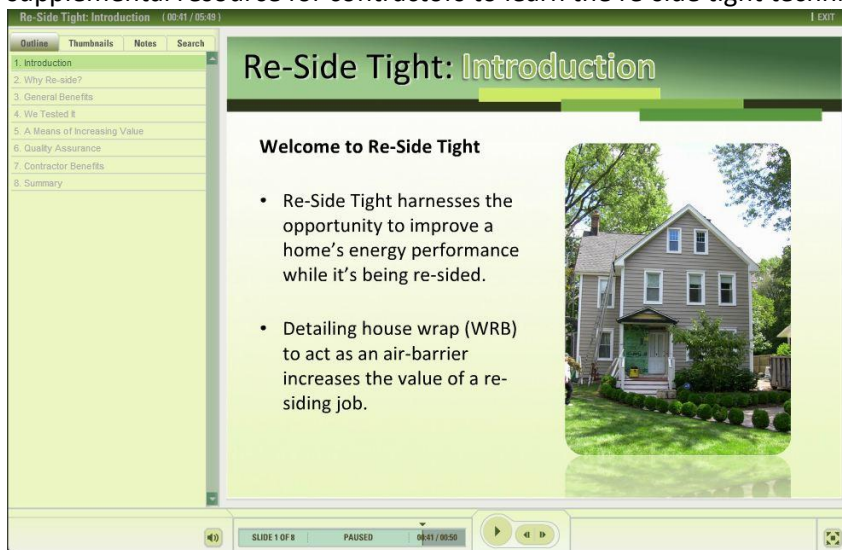 supplemental resource for contractors to learn the re-side tight
Re-Side Tight: Introduction (00:41 / 05:49)
EXIT
Outline Thumbnails Notes Search
1. Introduction
2. Why Re-side?
3. General Benefits
4. We Tested It
5. A Means of Increasing Value
6. Quality Assurance
7. Contractor Benefits
8. Summary
Re-Side Tight: Introduction
Welcome to Re-Side Tight
• Re-Side Tight harnesses the
opportunity to improve a
home's energy performance
while it's being re-sided.
• Detailing house wrap (WRB)
to act as an air-barrier
increases the value of a re-
siding job.
SLIDE 1 OF 8 PAUSED 00:41 / 00:50